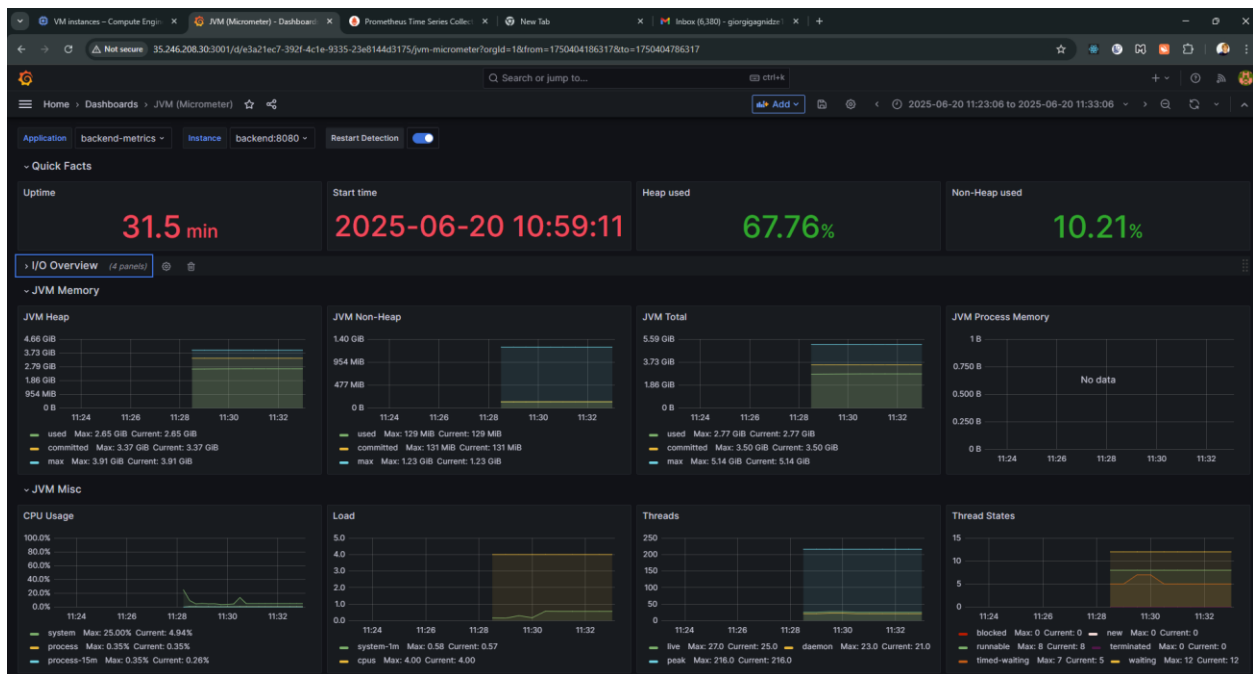 VM instances – Compute Engin
JVM (Micrometer) - Dashboard
Prometheus Time Series Collec
New Tab
Inbox (6,380) - giorgigagnidze1
Not secure 35.246.208.30:3001/d/e3a21ec7-392f-4c1e-9335-23e8144d3175/jvm-micrometer?orgId=1&from=1750404186317&to=1750404786317
Search or jump to... ctrl+k
Home › Dashboards › JVM (Micrometer) Add 2025-06-20 11:23:06 to 2025-06-20 11:33:06
Application backend-metrics Instance backend:8080 Restart Detection
Quick Facts
Uptime
31.5 min
Start time
2025-06-20 10:59:11
Heap used
67.76%
Non-Heap used
10.21%
I/O Overview (4 panels)
JVM Memory
JVM Heap
4.66 GiB
3.73 GiB
2.79 GiB
1.86 GiB
954 MiB
0 B
11:24 11:26 11:28 11:30 11:32
used Max: 2.65 GiB Current: 2.65 GiB
committed Max: 3.37 GiB Current: 3.37 GiB
max Max: 3.91 GiB Current: 3.91 GiB
JVM Non-Heap
1.40 GiB
954 MiB
477 MiB
0 B
11:24 11:26 11:28 11:30 11:32
used Max: 129 MiB Current: 129 MiB
committed Max: 131 MiB Current: 131 MiB
max Max: 1.23 GiB Current: 1.23 GiB
JVM Total
5.59 GiB
3.73 GiB
1.86 GiB
0 B
11:24 11:26 11:28 11:30 11:32
used Max: 2.77 GiB Current: 2.77 GiB
committed Max: 3.50 GiB Current: 3.50 GiB
max Max: 5.14 GiB Current: 5.14 GiB
JVM Process Memory
1 B
0.750 B
0.500 B
0.250 B
0 B
No data
11:24 11:26 11:28 11:30 11:32
JVM Misc
CPU Usage
100.0%
80.0%
60.0%
40.0%
20.0%
0.0%
11:24 11:26 11:28 11:30 11:32
system Max: 25.00% Current: 4.94%
process Max: 0.35% Current: 0.35%
process-15m Max: 0.35% Current: 0.26%
Load
5.0
4.0
3.0
2.0
1.0
0.0
11:24 11:26 11:28 11:30 11:32
system-1m Max: 0.58 Current: 0.57
cpus Max: 4.00 Current: 4.00
Threads
250
200
150
100
50
0
11:24 11:26 11:28 11:30 11:32
live Max: 27.0 Current: 25.0 daemon Max: 23.0 Current: 21.0
peak Max: 216.0 Current: 216.0
Thread States
15
10
5
0
11:24 11:26 11:28 11:30 11:32
blocked Max: 0 Current: 0 new Max: 0 Current: 0
runnable Max: 8 Current: 8 terminated Max: 0 Current: 0
timed-waiting Max: 7 Current: 5 waiting Max: 12 Current: 12